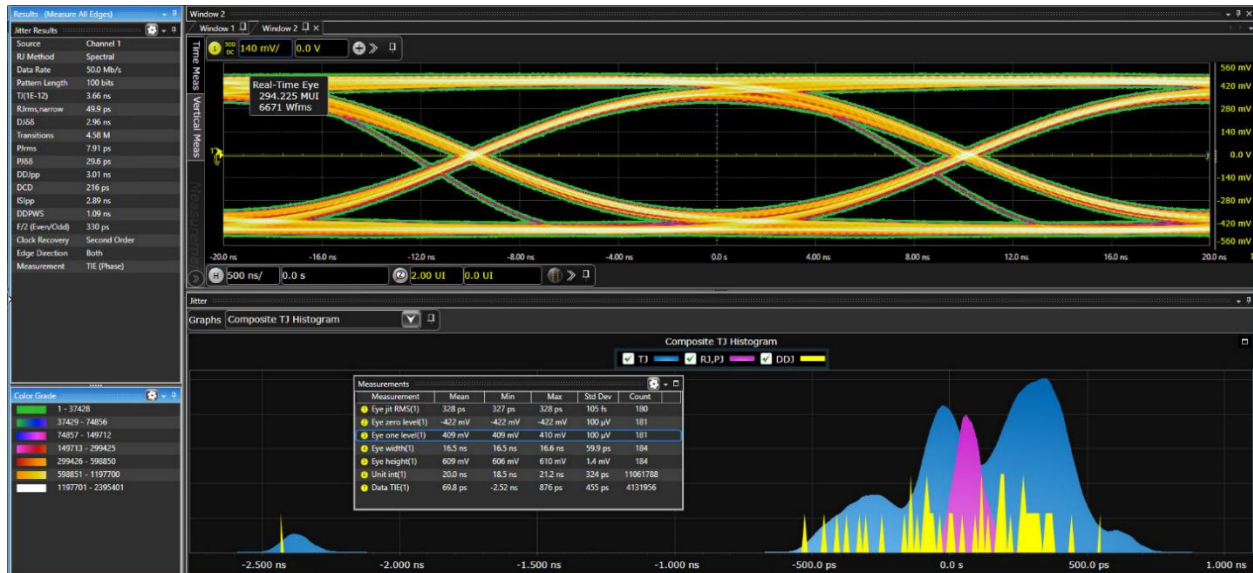 Results (Measure All Edges)
Jitter Results
Source Channel 1
RJ Method Spectral
Data Rate 50.0 Mb/s
Pattern Length 100 bits
TJ(1E-12) 3.66 ns
RJrms,narrow 49.9 ps
DJδδ 2.96 ns
Transitions 4.58 M
PJrms 7.91 ps
PJδδ 29.6 ps
DDJpp 3.01 ns
DCD 216 ps
ISIpp 2.89 ns
DDPWS 1.09 ns
F/2 (Even/Odd) 330 ps
Clock Recovery Second Order
Edge Direction Both
Measurement TIE (Phase)
Color Grade
1 - 37428
37429 - 74856
74857 - 149712
149713 - 299425
299426 - 598850
598851 - 1197700
1197701 - 2395401
Window 2
Window 1 Window 2
Time Meas
Vertical Meas
1 50Ω DC 140 mV/ 0.0 V
Real-Time Eye
294.225 MUI
6671 Wfms
560 mV
420 mV
280 mV
140 mV
0.0 V
-140 mV
-280 mV
-420 mV
-560 mV
-20.0 ns -16.0 ns -12.0 ns -8.00 ns -4.00 ns 0.0 s 4.00 ns 8.00 ns 12.0 ns 16.0 ns 20.0 ns
H 500 ns/ 0.0 s Z 2.00 UI 0.0 UI
Jitter
Graphs Composite TJ Histogram
Composite TJ Histogram
TJ RJ,PJ DDJ
Measurements
Measurement Mean Min Max Std Dev Count
Eye jit RMS(1) 328 ps 327 ps 328 ps 105 fs 180
Eye zero level(1) -422 mV -422 mV -422 mV 100 µV 181
Eye one level(1) 409 mV 409 mV 410 mV 100 µV 181
Eye width(1) 16.5 ns 16.5 ns 16.6 ns 59.9 ps 184
Eye height(1) 609 mV 606 mV 610 mV 1.4 mV 184
Unit int(1) 20.0 ns 18.5 ns 21.2 ns 324 ps 11061788
Data TIE(1) 69.8 ps -2.52 ns 876 ps 455 ps 4131956
-2.500 ns -2.000 ns -1.500 ns -1.000 ns -500.0 ps 0.0 s 500.0 ps 1.000 ns